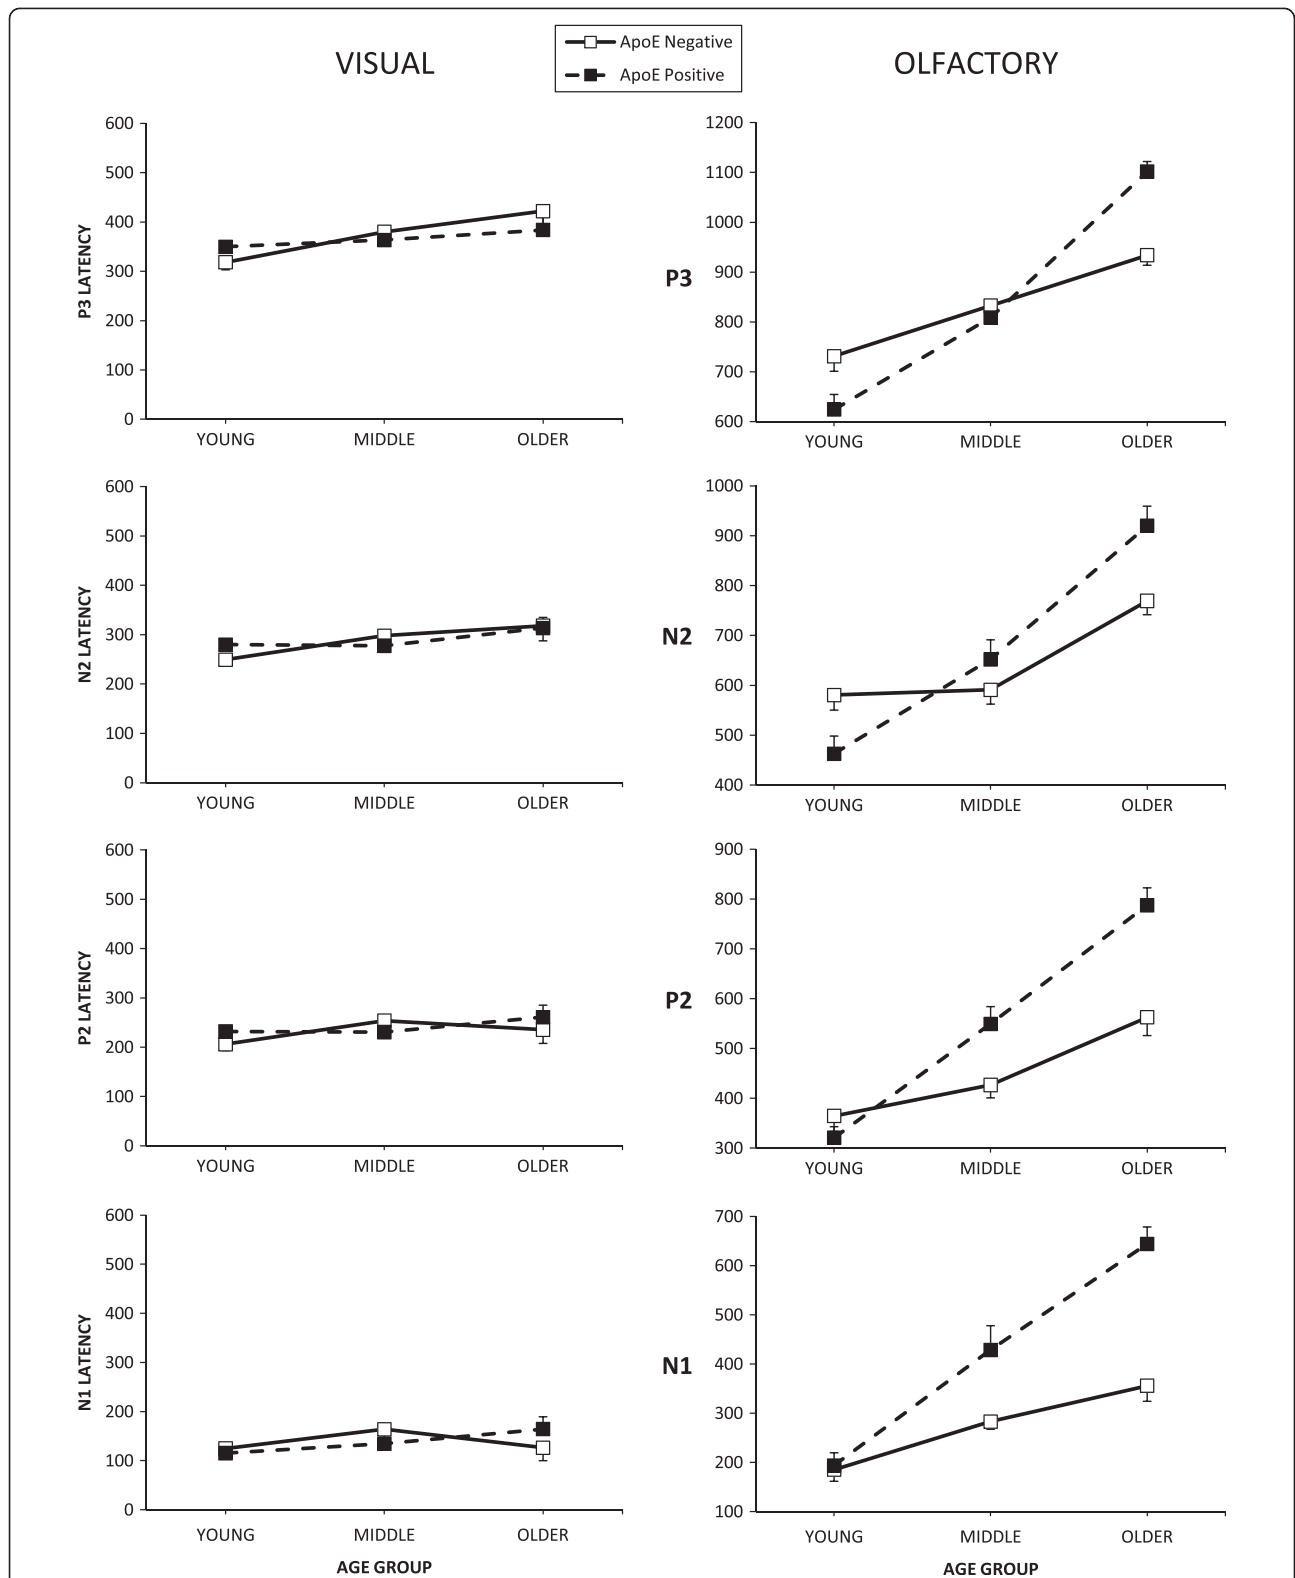 VISUAL
ApoE Negative
ApoE Positive
OLFACTORY
600
500
400
300
200
100
0
P3 LATENCY
YOUNG MIDDLE OLDER
1200
1100
1000
900
800
700
600
P3
YOUNG MIDDLE OLDER
600
500
400
300
200
100
0
N2 LATENCY
YOUNG MIDDLE OLDER
1000
900
800
700
600
500
400
N2
YOUNG MIDDLE OLDER
600
500
400
300
200
100
0
P2 LATENCY
YOUNG MIDDLE OLDER
900
800
700
600
500
400
300
P2
YOUNG MIDDLE OLDER
600
500
400
300
200
100
0
N1 LATENCY
YOUNG MIDDLE OLDER
AGE GROUP
700
600
500
400
300
200
100
N1
YOUNG MIDDLE OLDER
AGE GROUP